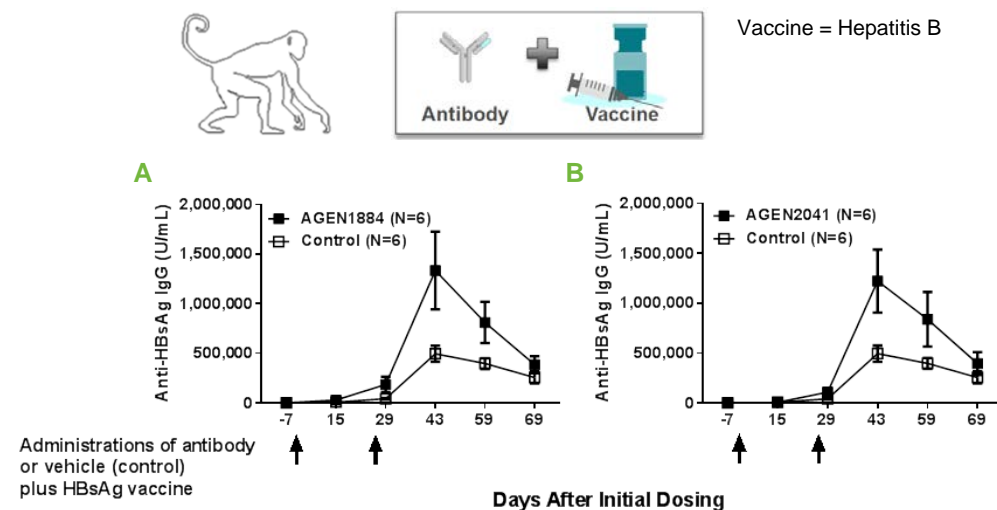 Vaccine = Hepatitis B
Antibody
Vaccine
A
Anti-HBsAg IgG (U/mL)
2,000,000
1,500,000
1,000,000
500,000
0
AGEN1884 (N=6)
Control (N=6)
-7 15 29 43 59 69
B
Anti-HBsAg IgG (U/mL)
2,000,000
1,500,000
1,000,000
500,000
0
AGEN2041 (N=6)
Control (N=6)
-7 15 29 43 59 69
Administrations of antibody
or vehicle (control)
plus HBsAg vaccine
Days After Initial Dosing